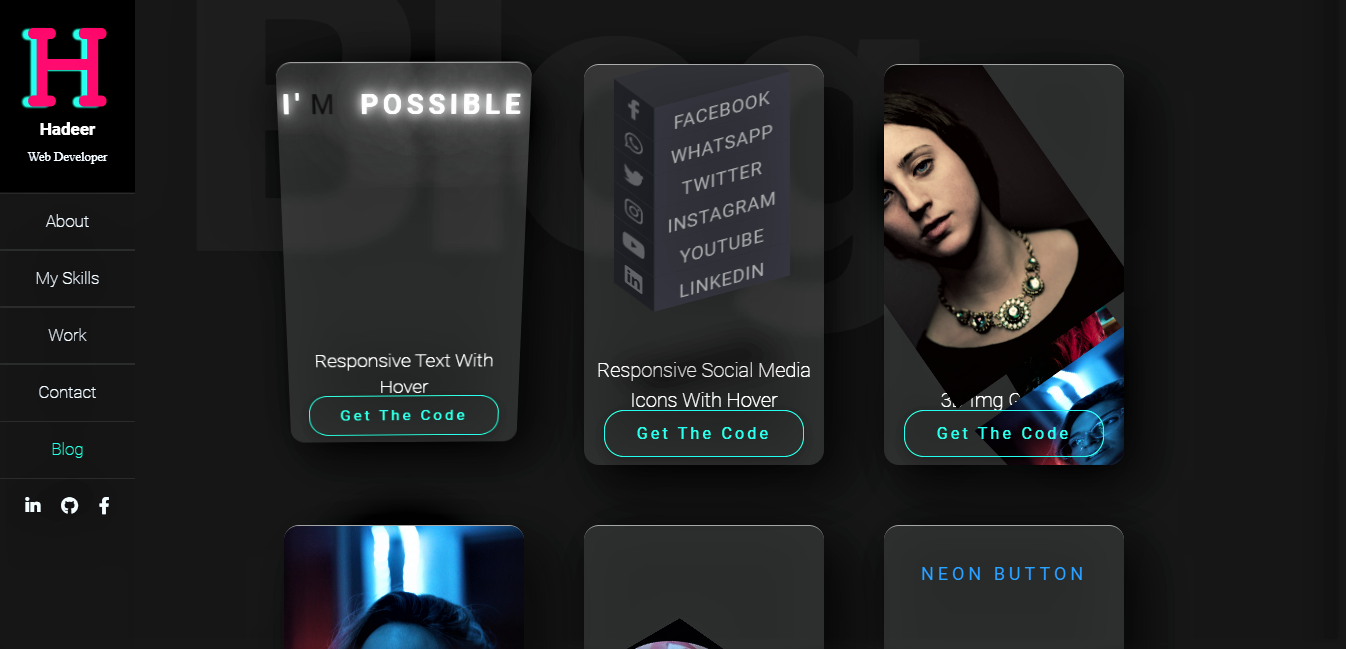 H
Hadeer
Web Developer
About
My Skills
Work
Contact
Blog
Blog
I'M POSSIBLE
Responsive Text With
Hover
Get The Code
FACEBOOK
WHATSAPP
TWITTER
INSTAGRAM
YOUTUBE
LINKEDIN
Responsive Social Media
Icons With Hover
Get The Code
Img
Get The Code
NEON BUTTON